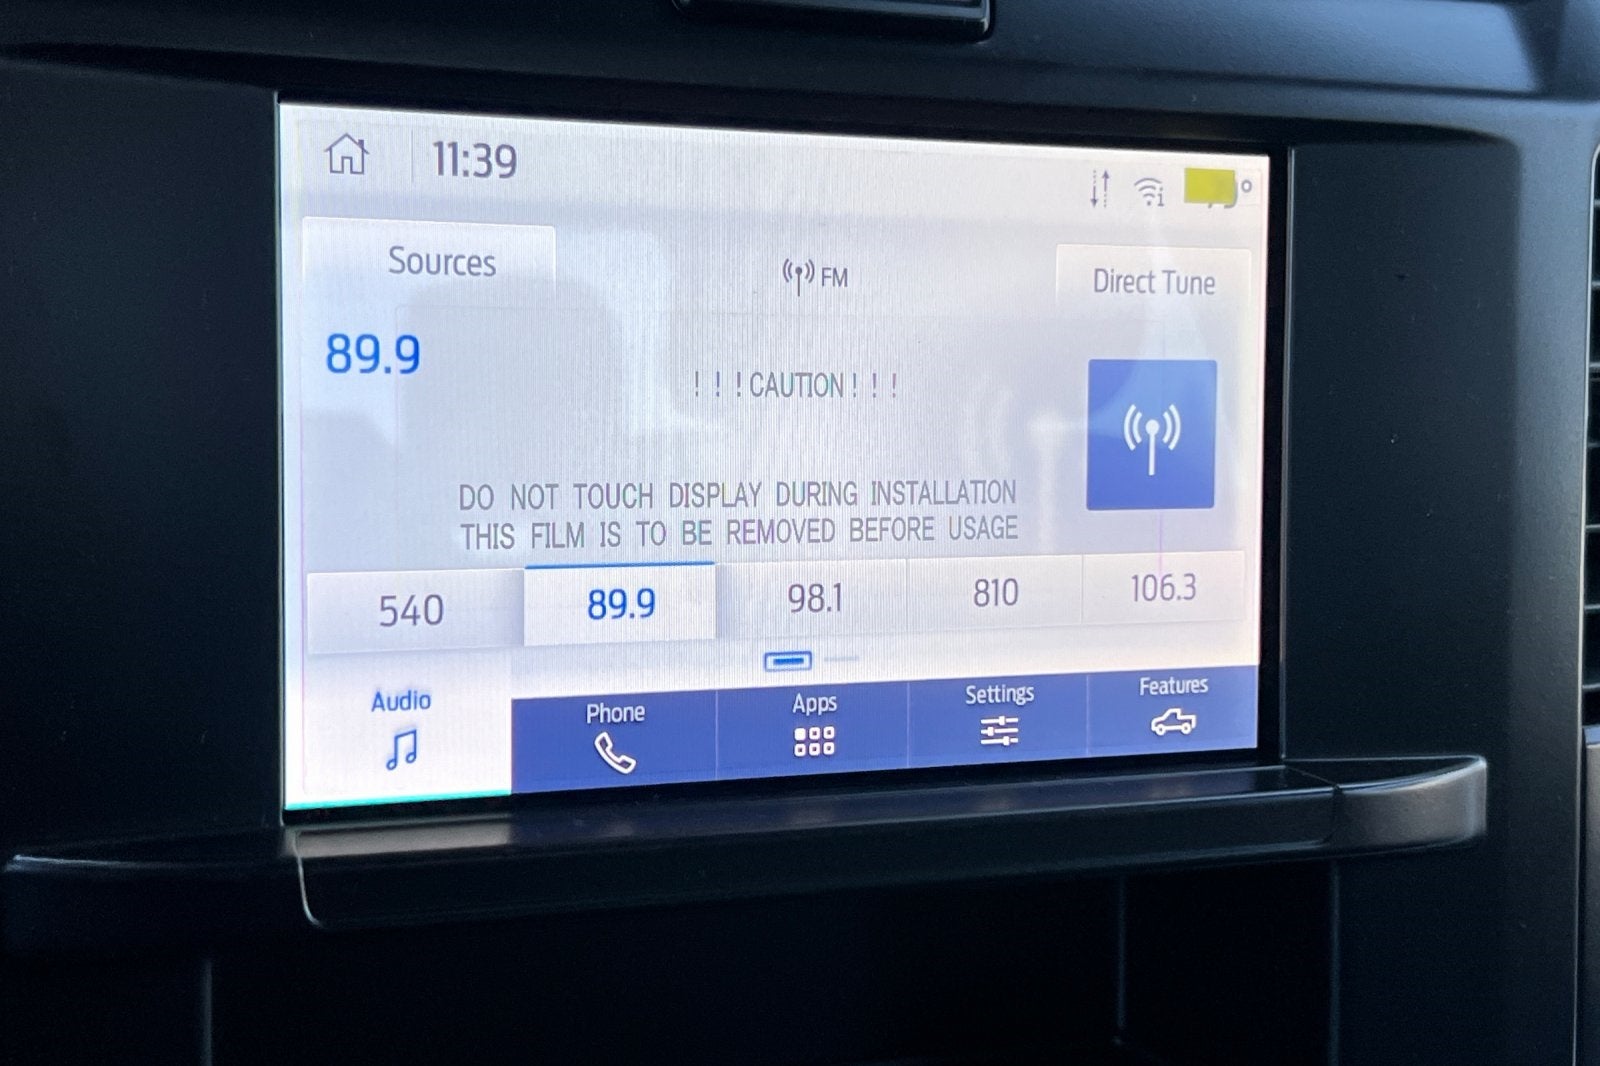 11:39
Sources
FM
Direct Tune
89.9
! ! ! CAUTION ! ! !
DO NOT TOUCH DISPLAY DURING INSTALLATION
THIS FILM IS TO BE REMOVED BEFORE USAGE
540 89.9 98.1 810 106.3
Audio Phone Apps Settings Features